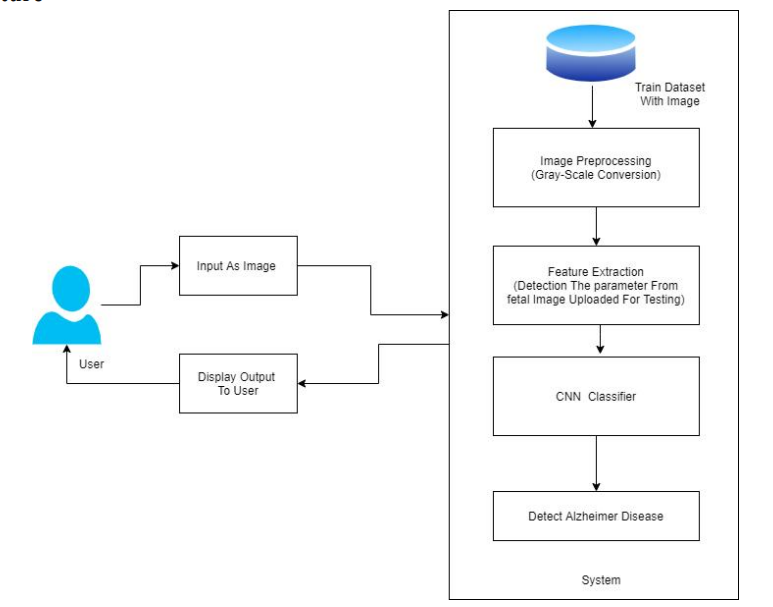 Train Dataset
With Image
Image Preprocessing
(Gray-Scale Conversion)
Input As Image
Feature Extraction
(Detection The parameter From
fetal Image Uploaded For Testing)
User
Display Output
To User
CNN Classifier
Detect Alzheimer Disease
System